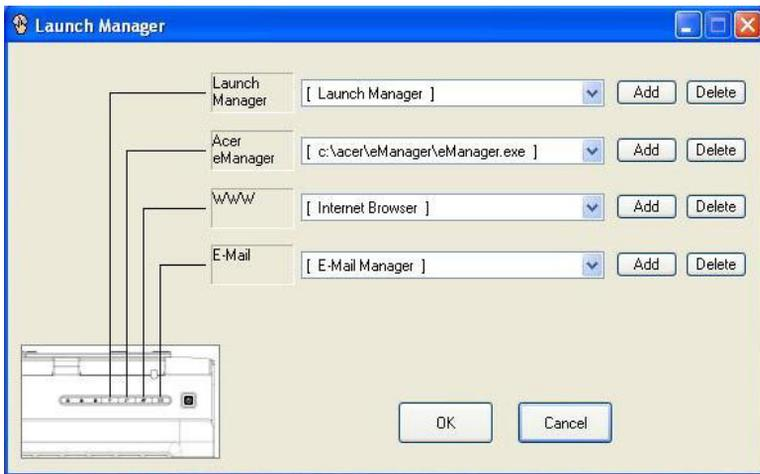 Launch Manager
Launch
Manager
[ Launch Manager ]
Add
Delete
Acer
eManager
[ c:\acer\eManager\eManager.exe ]
Add
Delete
WWW
[ Internet Browser ]
Add
Delete
E-Mail
[ E-Mail Manager ]
Add
Delete
OK
Cancel